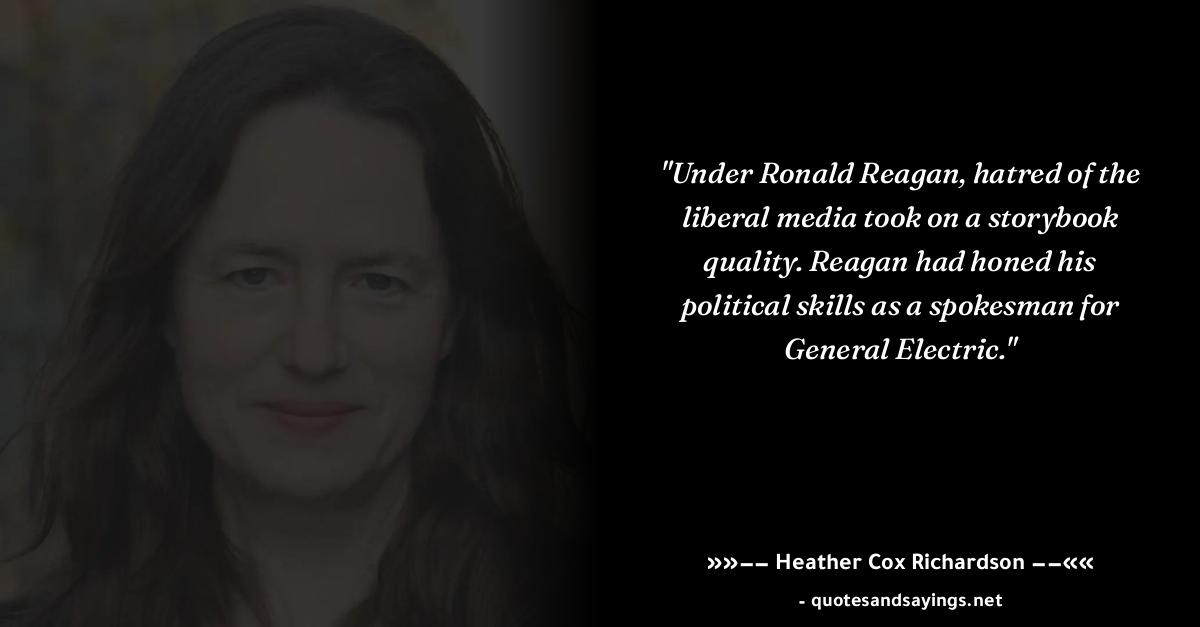 "Under Ronald Reagan, hatred of the
liberal media took on a storybook
quality. Reagan had honed his
political skills as a spokesman for
General Electric."
»»−− Heather Cox Richardson −−««
- quotesandsayings.net